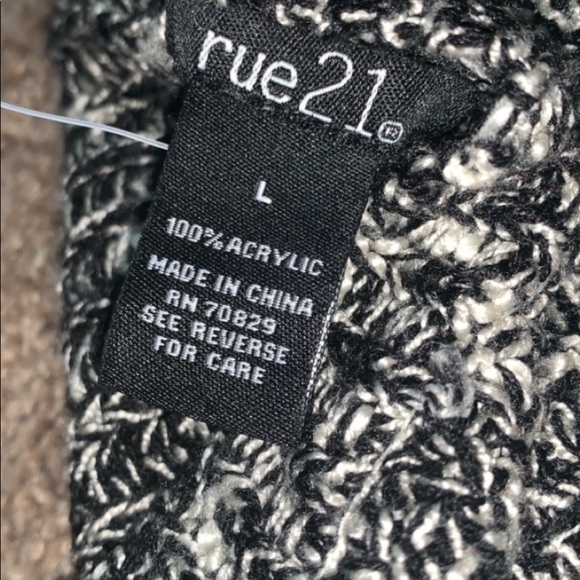 rue21®
L
100% ACRYLIC
MADE IN CHINA
RN 70829
SEE REVERSE
FOR CARE